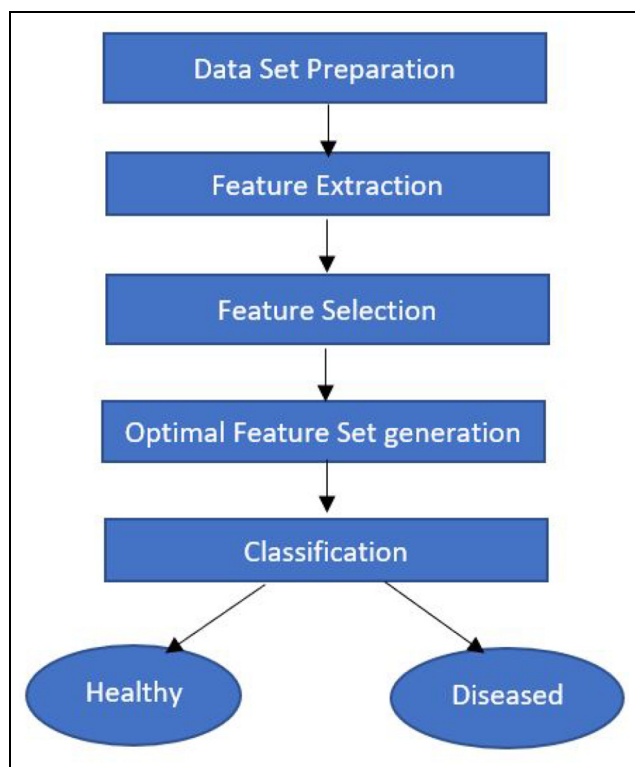 Data Set Preparation
Feature Extraction
Feature Selection
Optimal Feature Set generation
Classification
Healthy
Diseased